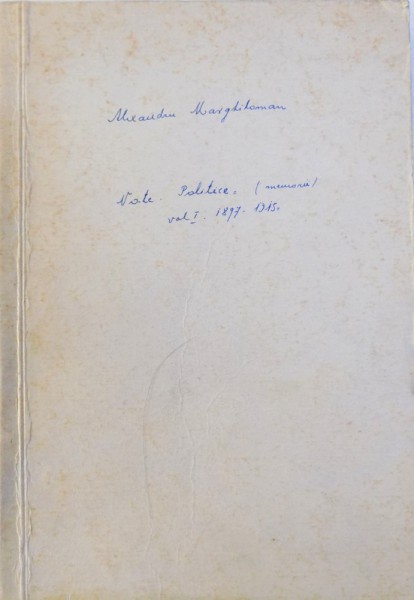 Alexandru Marghiloman
Note Politice. (memorii)
vol I. 1897. 1915.